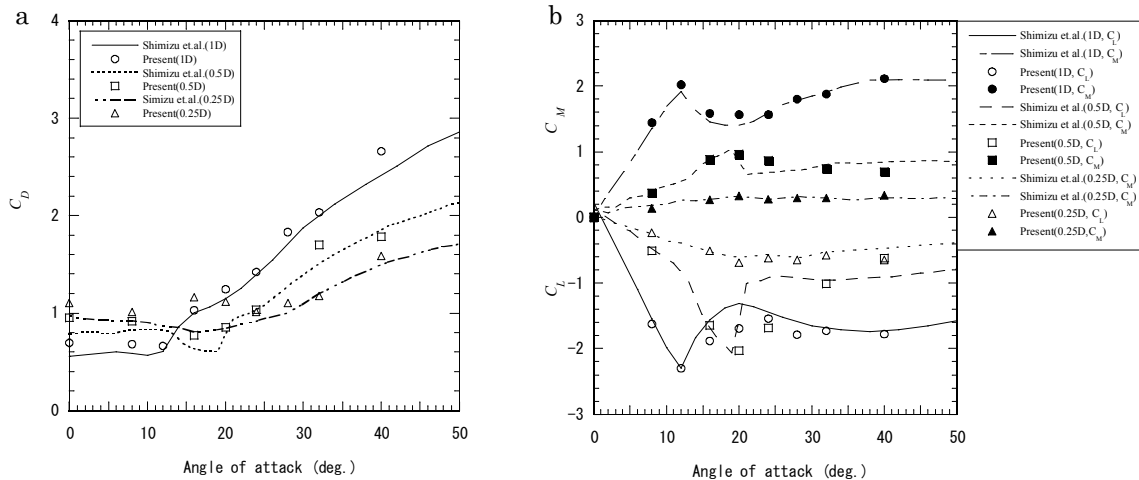 a
4
3
2
1
0
C_D
0
10
20
30
40
50
Angle of attack (deg.)
Shimizu et.al.(1D)
Present(1D)
Shimizu et.al.(0.5D)
Present(0.5D)
Simizu et.al.(0.25D)
Present(0.25D)
b
3
2
1
0
−1
−2
−3
C_M
C_L
0
10
20
30
40
50
Angle of attack (deg.)
Shimizu et.al.(1D, C_L)
Shimizu et al.(1D, C_M)
Present(1D, C_L)
Present(1D, C_M)
Shimizu et al.(0.5D, C_L)
Shimizu et al.(0.5D, C_M)
Present(0.5D, C_L)
Present(0.5D, C_M)
Shimizu et al.(0.25D, C_M)
Shimizu et al.(0.25D, C_M)
Present(0.25D, C_L)
Present(0.25D,C_M)